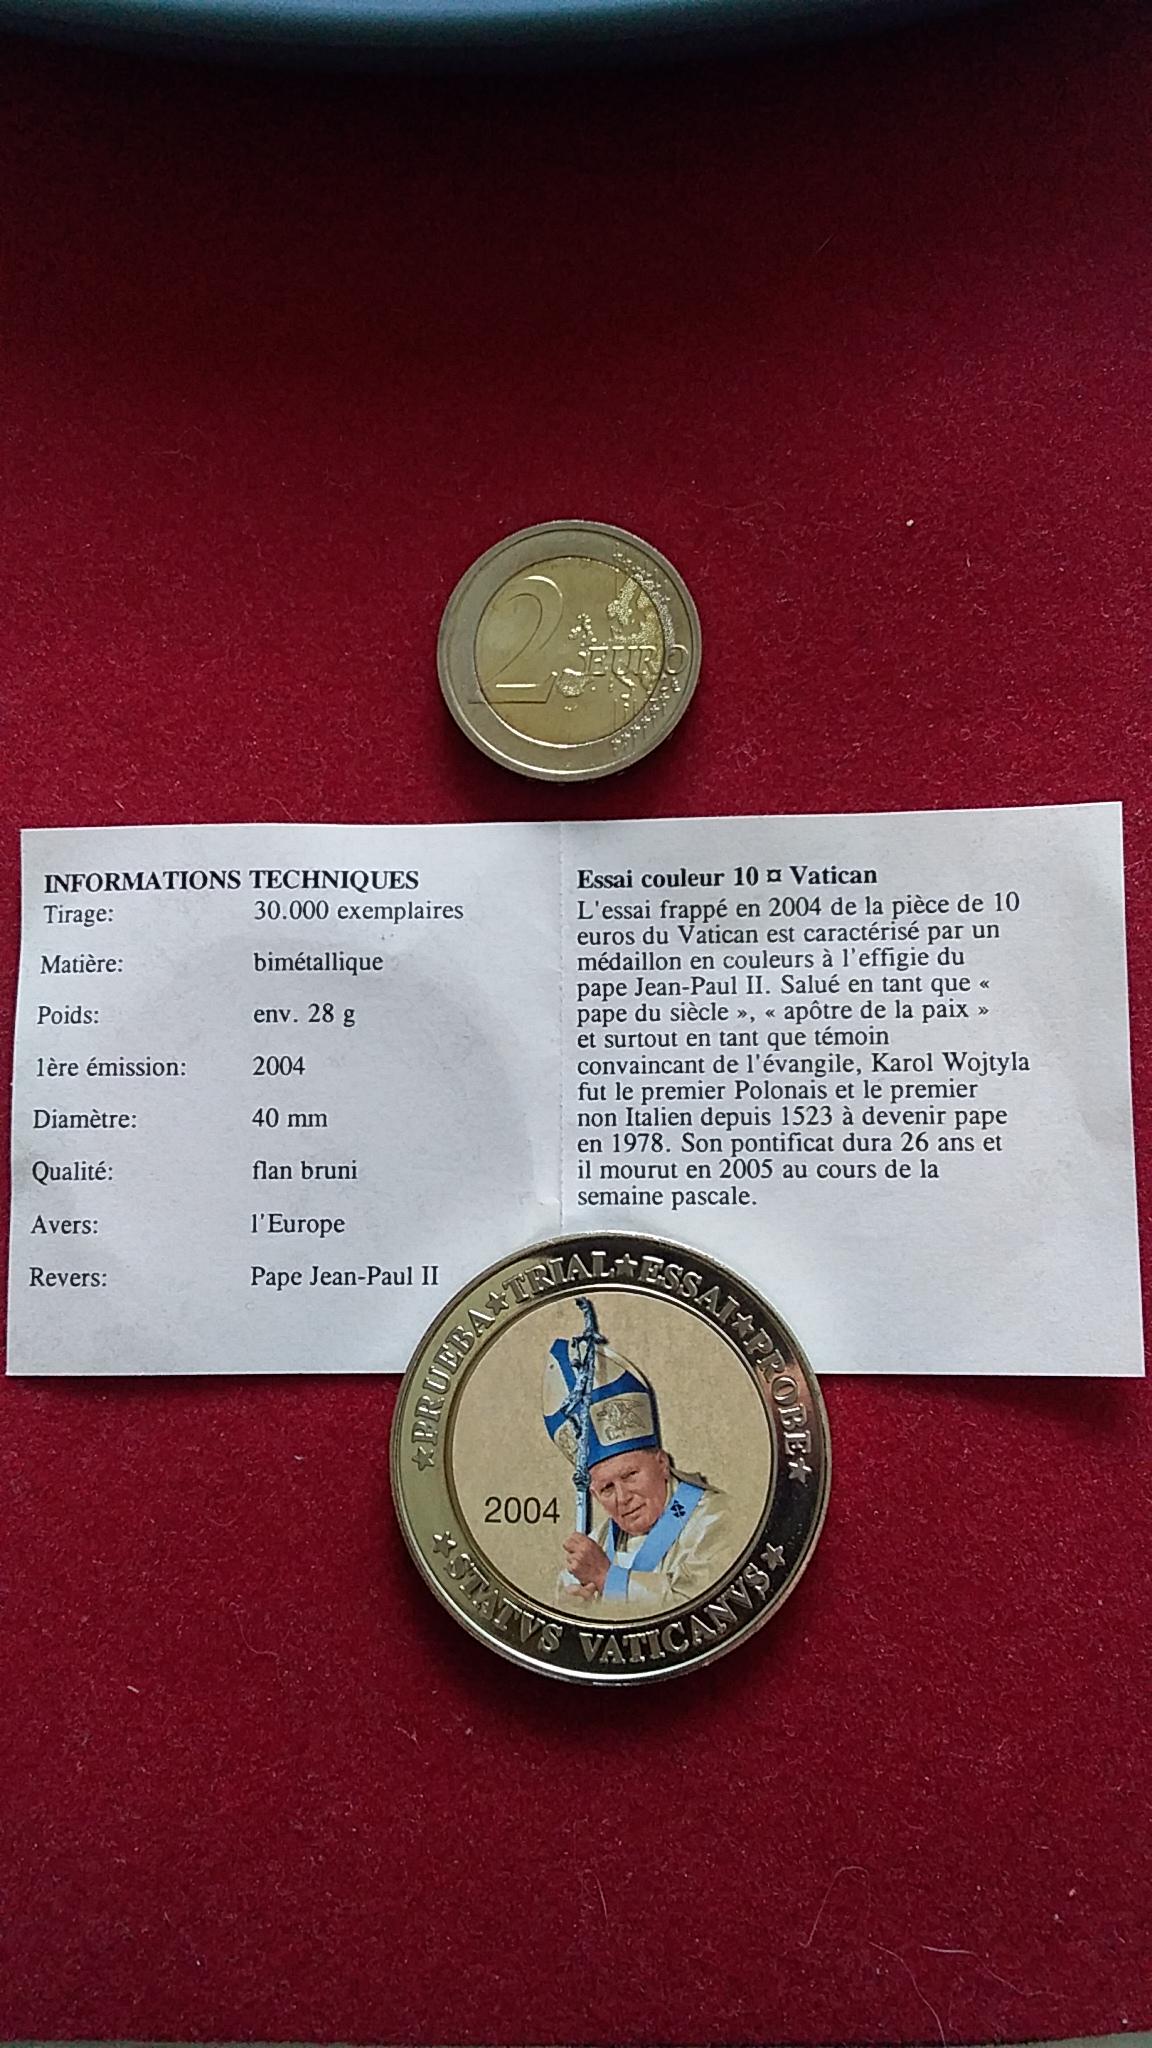 2 EURO
INFORMATIONS TECHNIQUES
Tirage: 30.000 exemplaires
Matière: bimétallique
Poids: env. 28 g
1ère émission: 2004
Diamètre: 40 mm
Qualité: flan bruni
Avers: l'Europe
Revers: Pape Jean-Paul II
Essai couleur 10 ¤ Vatican
L'essai frappé en 2004 de la pièce de 10
euros du Vatican est caractérisé par un
médaillon en couleurs à l'effigie du
pape Jean-Paul II. Salué en tant que «
pape du siècle », « apôtre de la paix »
et surtout en tant que témoin
convaincant de l'évangile, Karol Wojtyla
fut le premier Polonais et le premier
non Italien depuis 1523 à devenir pape
en 1978. Son pontificat dura 26 ans et
il mourut en 2005 au cours de la
semaine pascale.
★PRUEBA★TRIAL★ESSAI★PROBE★
2004
★STATVS VATICANVS★